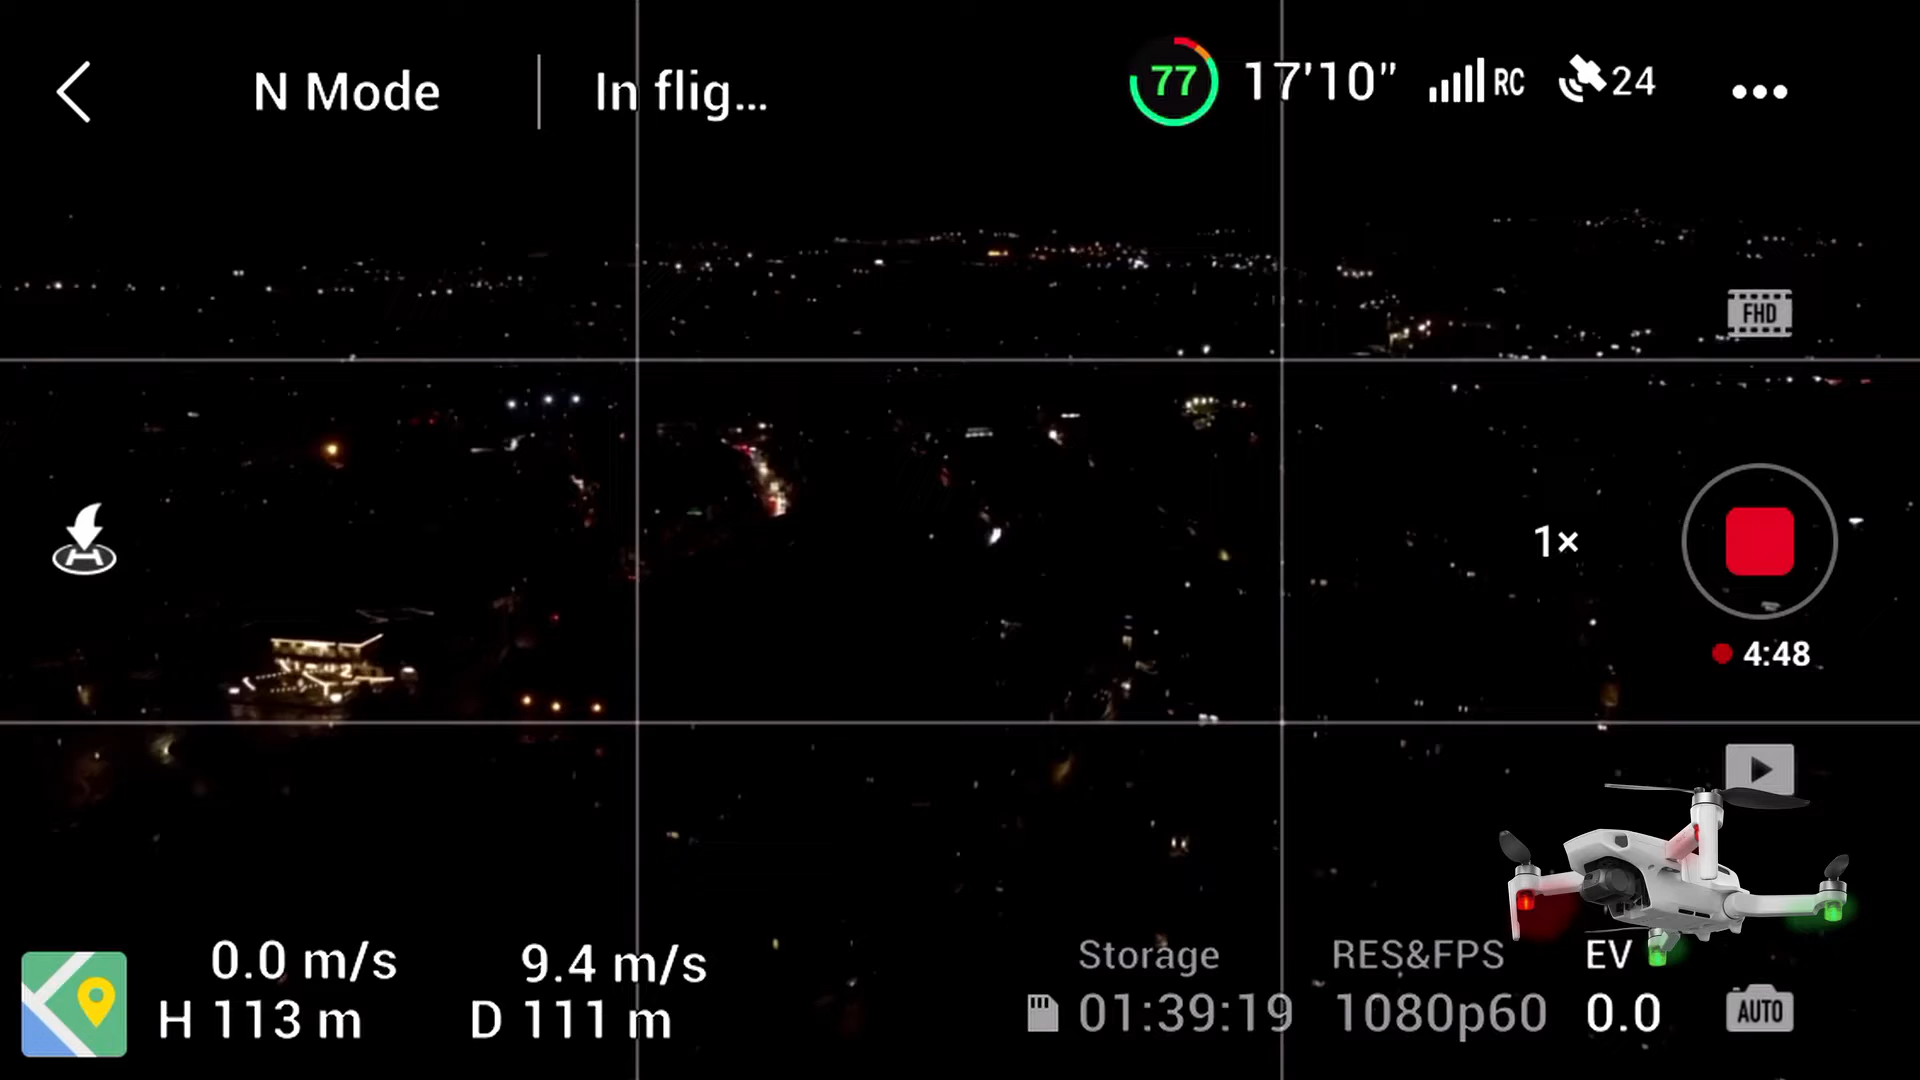 N Mode
In flig...
77
17'10"
RC
24
FHD
1×
4:48
H
0.0 m/s
9.4 m/s
H 113 m
D 111 m
Storage
01:39:19
RES&FPS
1080p60
EV
0.0
AUTO